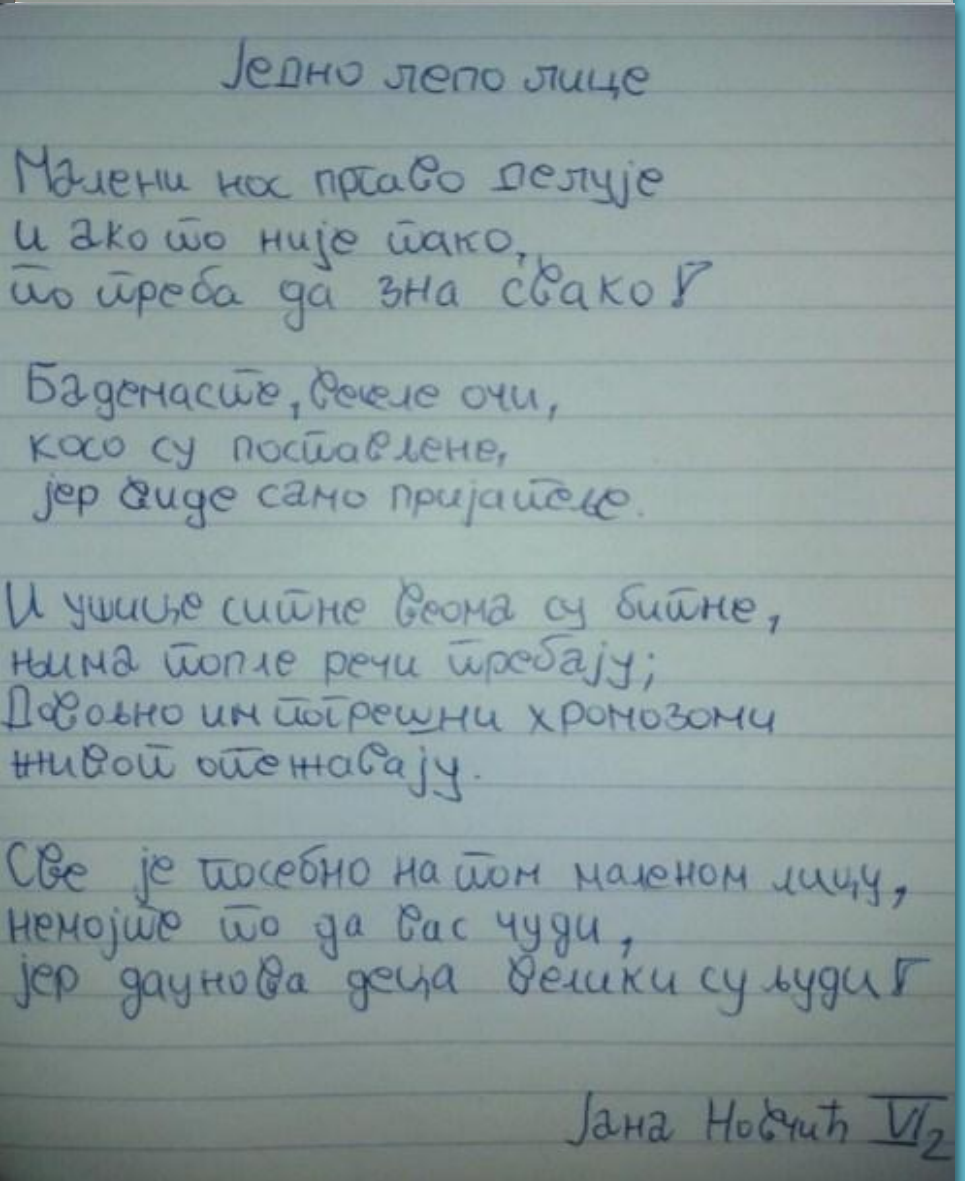 Једно лепо лице
Малени нос прћаво делује
и ако то није тако,
то треба да зна свако!
Бадемасте, веселе очи,
косо су поставлене,
јер виде само пријатеље.
И ушице ситне веома су битне,
њима топле речи требају;
Довољно им погрешни хромозоми
живот отежавају.
Све је посебно на том маленом лицу,
немојте то да вас чуди,
јер даунова деца велики су људи!
Јана Новчић VI2